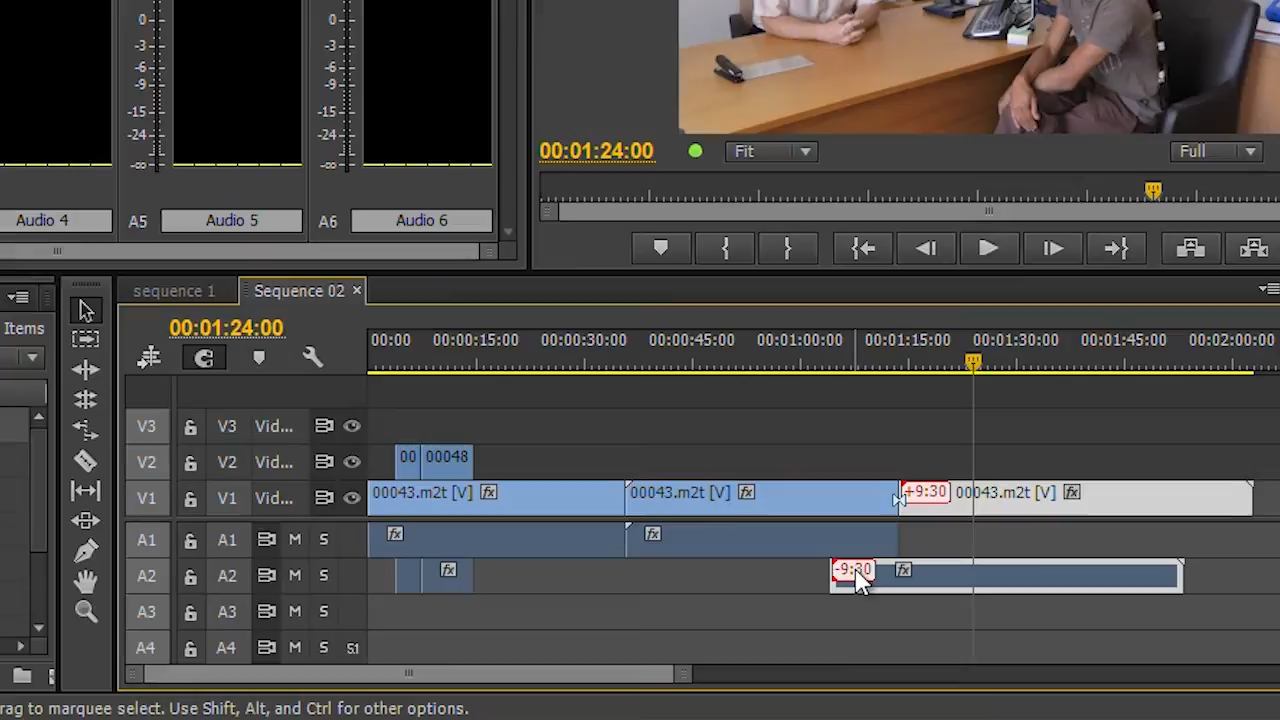 0
0
-3
-3
-6
-6
-9
-9
-15
-15
-24
-24
-∞
-∞
Audio 4 A5 Audio 5 A6 Audio 6
00:01:24:00 Fit Full
sequence 1 Sequence 02 ×
Items
00:01:24:00
00:00 00:00:15:00 00:00:30:00 00:00:45:00 00:01:00:00 00:01:15:00 00:01:30:00 00:01:45:00 00:02:00:00
V3 V3 Vid...
V2 V2 Vid... 00 00048
V1 V1 Vid... 00043.m2t [V] fx 00043.m2t [V] fx +9:30 00043.m2t [V] fx
A1 A1 M S fx fx
A2 A2 M S fx -9:30 fx
A3 A3 M S
A4 A4 M S S1
rag to marquee select. Use Shift, Alt, and Ctrl for other options.